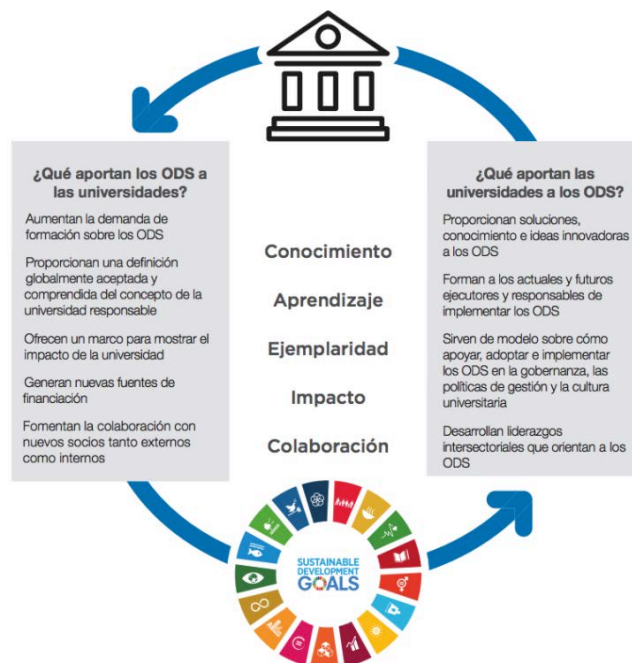 ¿Qué aportan los ODS a
las universidades?
Aumentan la demanda de
formación sobre los ODS
Proporcionan una definición
globalmente aceptada y
comprendida del concepto de la
universidad responsable
Ofrecen un marco para mostrar el
impacto de la universidad
Generan nuevas fuentes de
financiación
Fomentan la colaboración con
nuevos socios tanto externos
como internos
Conocimiento
Aprendizaje
Ejemplaridad
Impacto
Colaboración
¿Qué aportan las
universidades a los ODS?
Proporcionan soluciones,
conocimiento e ideas innovadoras
a los ODS
Forman a los actuales y futuros
ejecutores y responsables de
implementar los ODS
Sirven de modelo sobre cómo
apoyar, adoptar e implementar
los ODS en la gobernanza, las
políticas de gestión y la cultura
universitaria
Desarrollan liderazgos
intersectoriales que orientan a los
ODS
SUSTAINABLE
DEVELOPMENT
GOALS